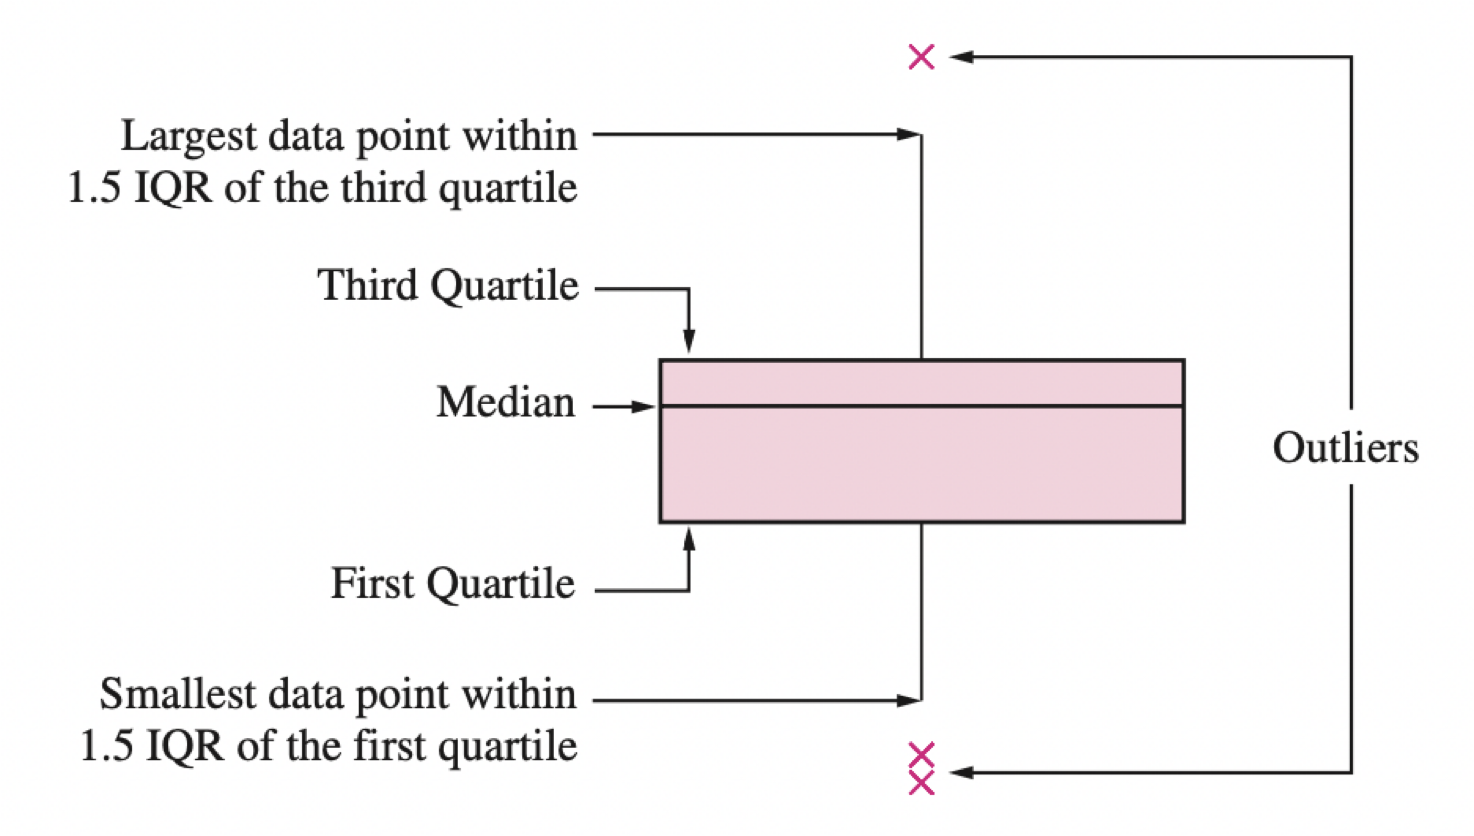 Largest data point within
1.5 IQR of the third quartile
Third Quartile
Median
Outliers
First Quartile
Smallest data point within
1.5 IQR of the first quartile